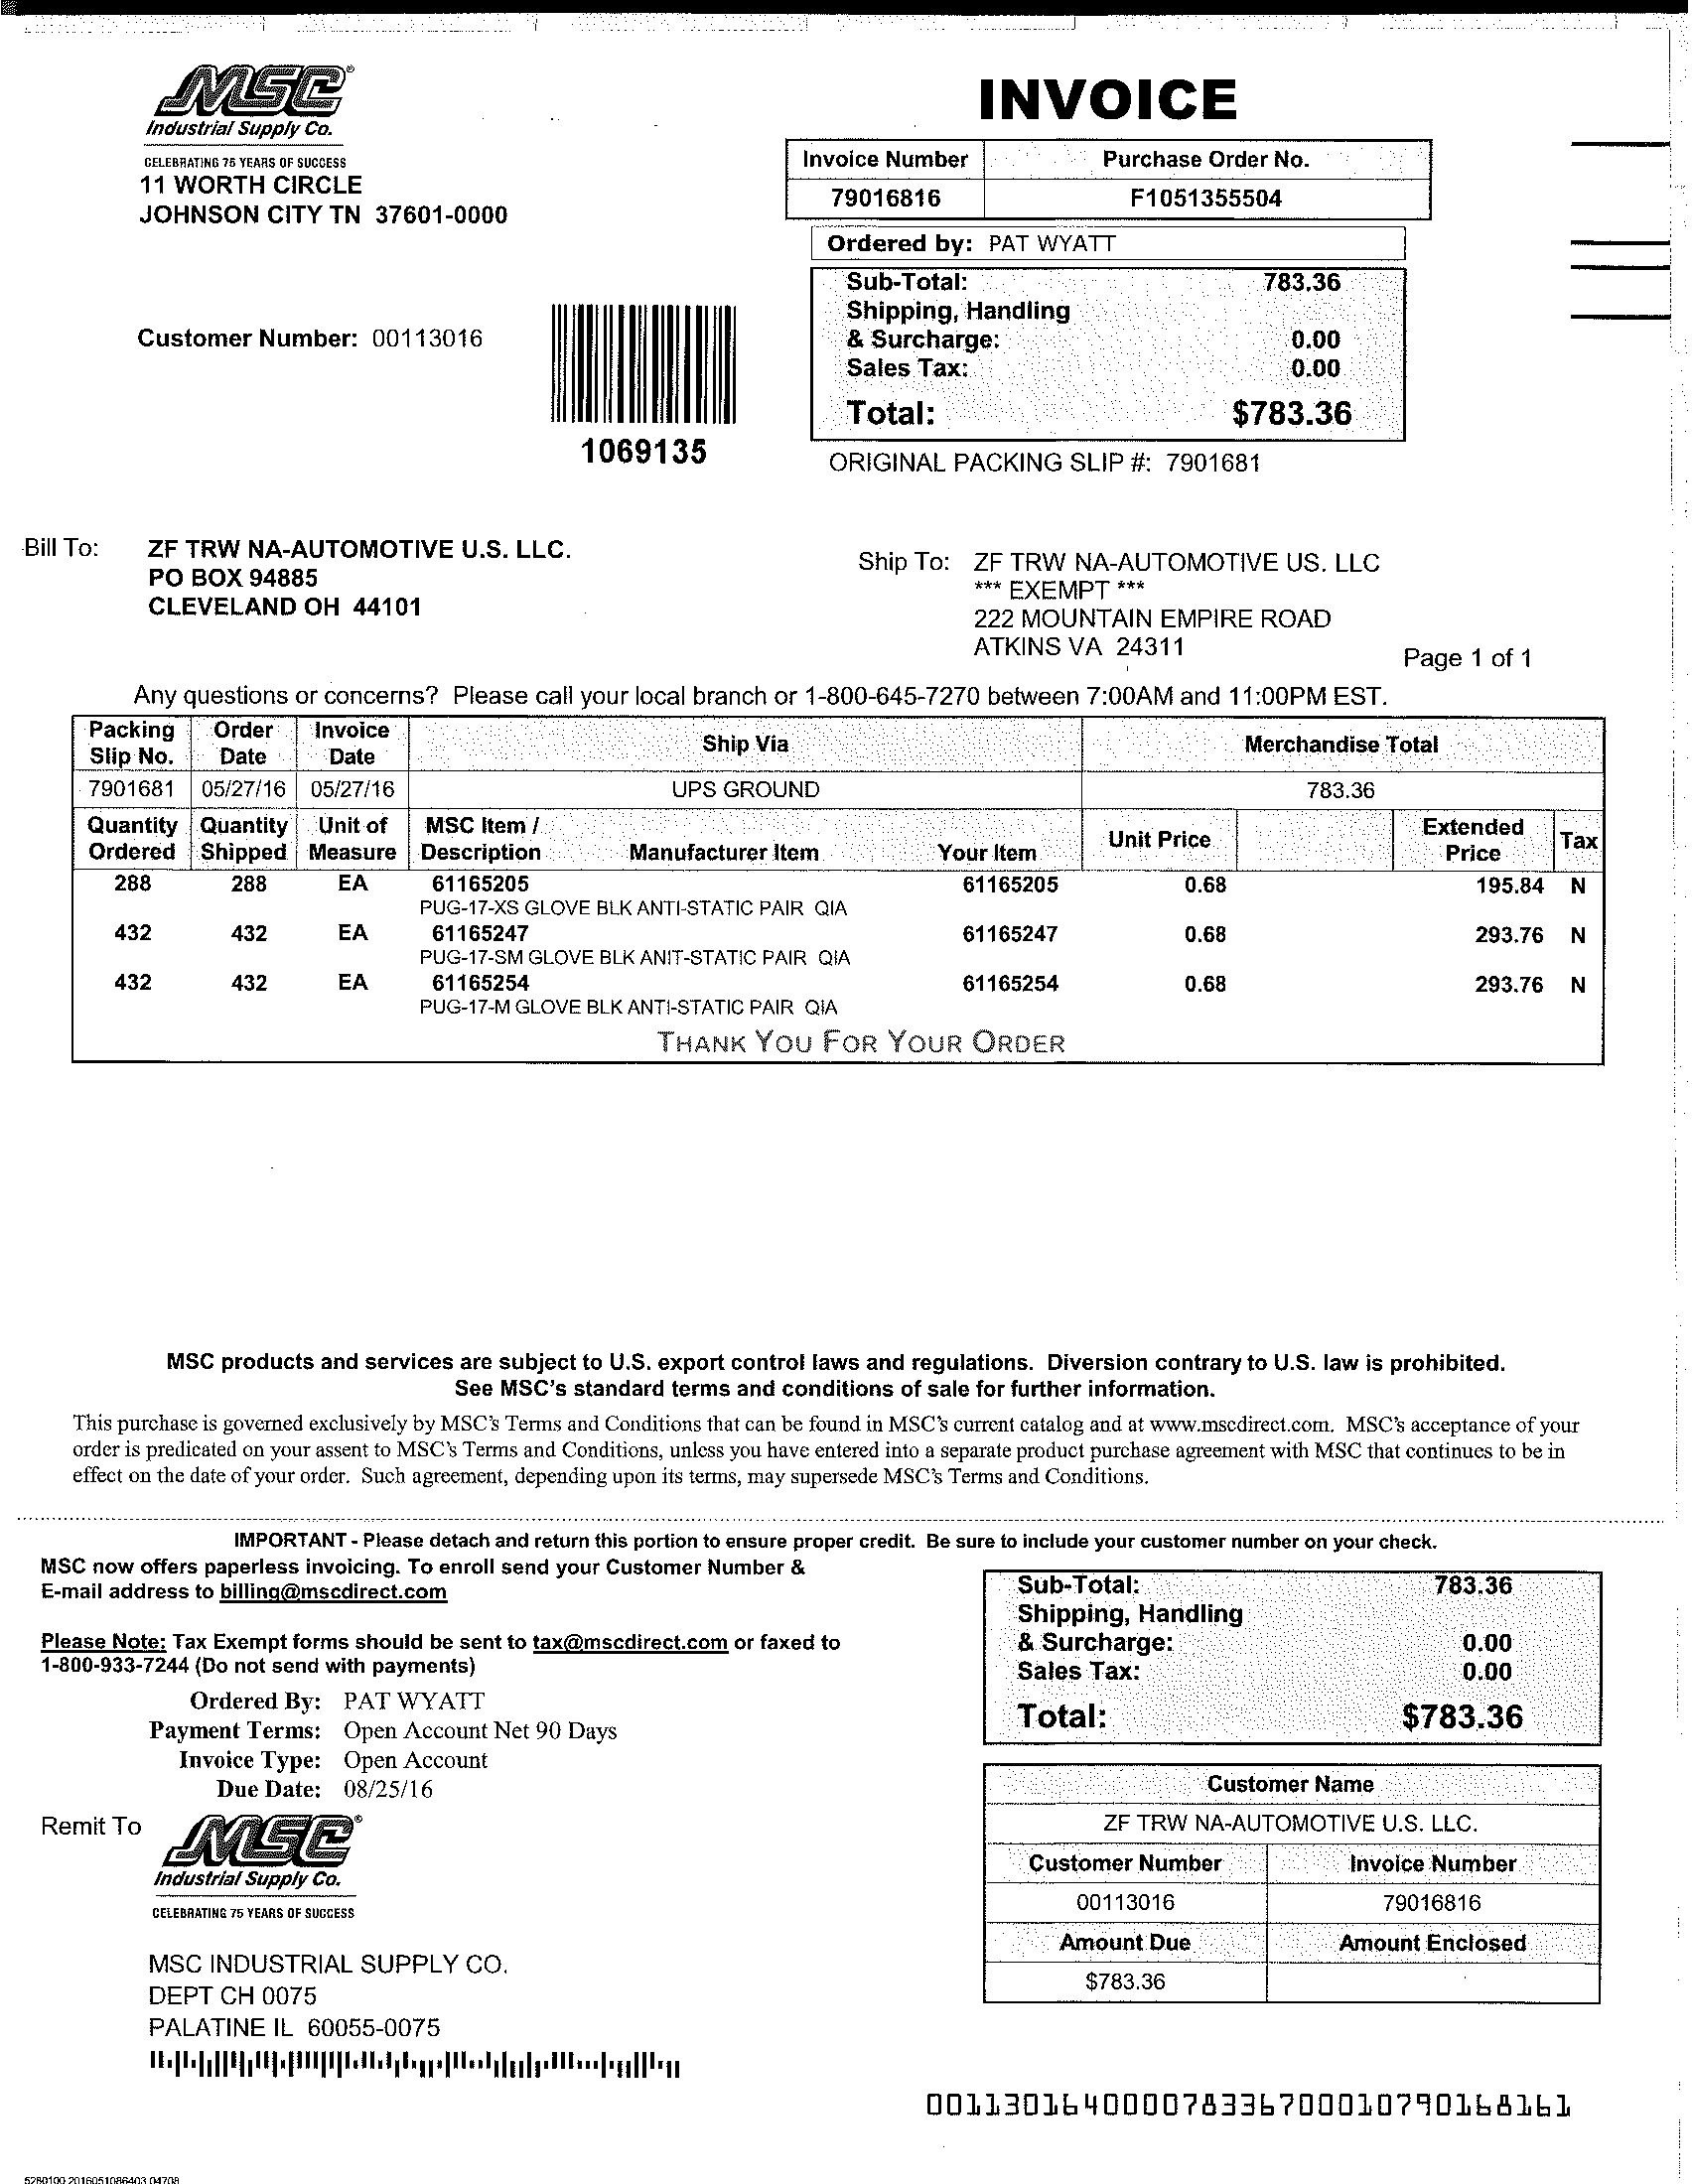 MSC®
Industrial Supply Co.
CELEBRATING 75 YEARS OF SUCCESS
11 WORTH CIRCLE
JOHNSON CITY TN 37601-0000
INVOICE
Invoice Number Purchase Order No.
79016816 F1051355504
Ordered by: PAT WYATT
Sub-Total: 783.36
Shipping, Handling
& Surcharge: 0.00
Sales Tax: 0.00
Total: $783.36
Customer Number: 00113016
1069135
ORIGINAL PACKING SLIP #: 7901681
Bill To: ZF TRW NA-AUTOMOTIVE U.S. LLC.
PO BOX 94885
CLEVELAND OH 44101
Ship To: ZF TRW NA-AUTOMOTIVE US. LLC
*** EXEMPT ***
222 MOUNTAIN EMPIRE ROAD
ATKINS VA 24311
Page 1 of 1
Any questions or concerns? Please call your local branch or 1-800-645-7270 between 7:00AM and 11:00PM EST.
Packing Slip No. Order Date Invoice Date Ship Via Merchandise Total
7901681 05/27/16 05/27/16 UPS GROUND 783.36
Quantity Ordered Quantity Shipped Unit of Measure MSC Item / Description Manufacturer Item Your Item Unit Price Extended Price Tax
288 288 EA 61165205 61165205 0.68 195.84 N
PUG-17-XS GLOVE BLK ANTI-STATIC PAIR QIA
432 432 EA 61165247 61165247 0.68 293.76 N
PUG-17-SM GLOVE BLK ANIT-STATIC PAIR QIA
432 432 EA 61165254 61165254 0.68 293.76 N
PUG-17-M GLOVE BLK ANTI-STATIC PAIR QIA
THANK YOU FOR YOUR ORDER
MSC products and services are subject to U.S. export control laws and regulations. Diversion contrary to U.S. law is prohibited.
See MSC's standard terms and conditions of sale for further information.
This purchase is governed exclusively by MSC's Terms and Conditions that can be found in MSC's current catalog and at www.mscdirect.com. MSC's acceptance of your
order is predicated on your assent to MSC's Terms and Conditions, unless you have entered into a separate product purchase agreement with MSC that continues to be in
effect on the date of your order. Such agreement, depending upon its terms, may supersede MSC's Terms and Conditions.
IMPORTANT - Please detach and return this portion to ensure proper credit. Be sure to include your customer number on your check.
MSC now offers paperless invoicing. To enroll send your Customer Number &
E-mail address to billing@mscdirect.com
Please Note: Tax Exempt forms should be sent to tax@mscdirect.com or faxed to
1-800-933-7244 (Do not send with payments)
Ordered By: PAT WYATT
Payment Terms: Open Account Net 90 Days
Invoice Type: Open Account
Due Date: 08/25/16
Sub-Total: 783.36
Shipping, Handling
& Surcharge: 0.00
Sales Tax: 0.00
Total: $783.36
Remit To
MSC®
Industrial Supply Co.
CELEBRATING 75 YEARS OF SUCCESS
MSC INDUSTRIAL SUPPLY CO.
DEPT CH 0075
PALATINE IL 60055-0075
Customer Name
ZF TRW NA-AUTOMOTIVE U.S. LLC.
Customer Number Invoice Number
00113016 79016816
Amount Due Amount Enclosed
$783.36
001130164000078336700010790168161
5280100 2016051086403 04708